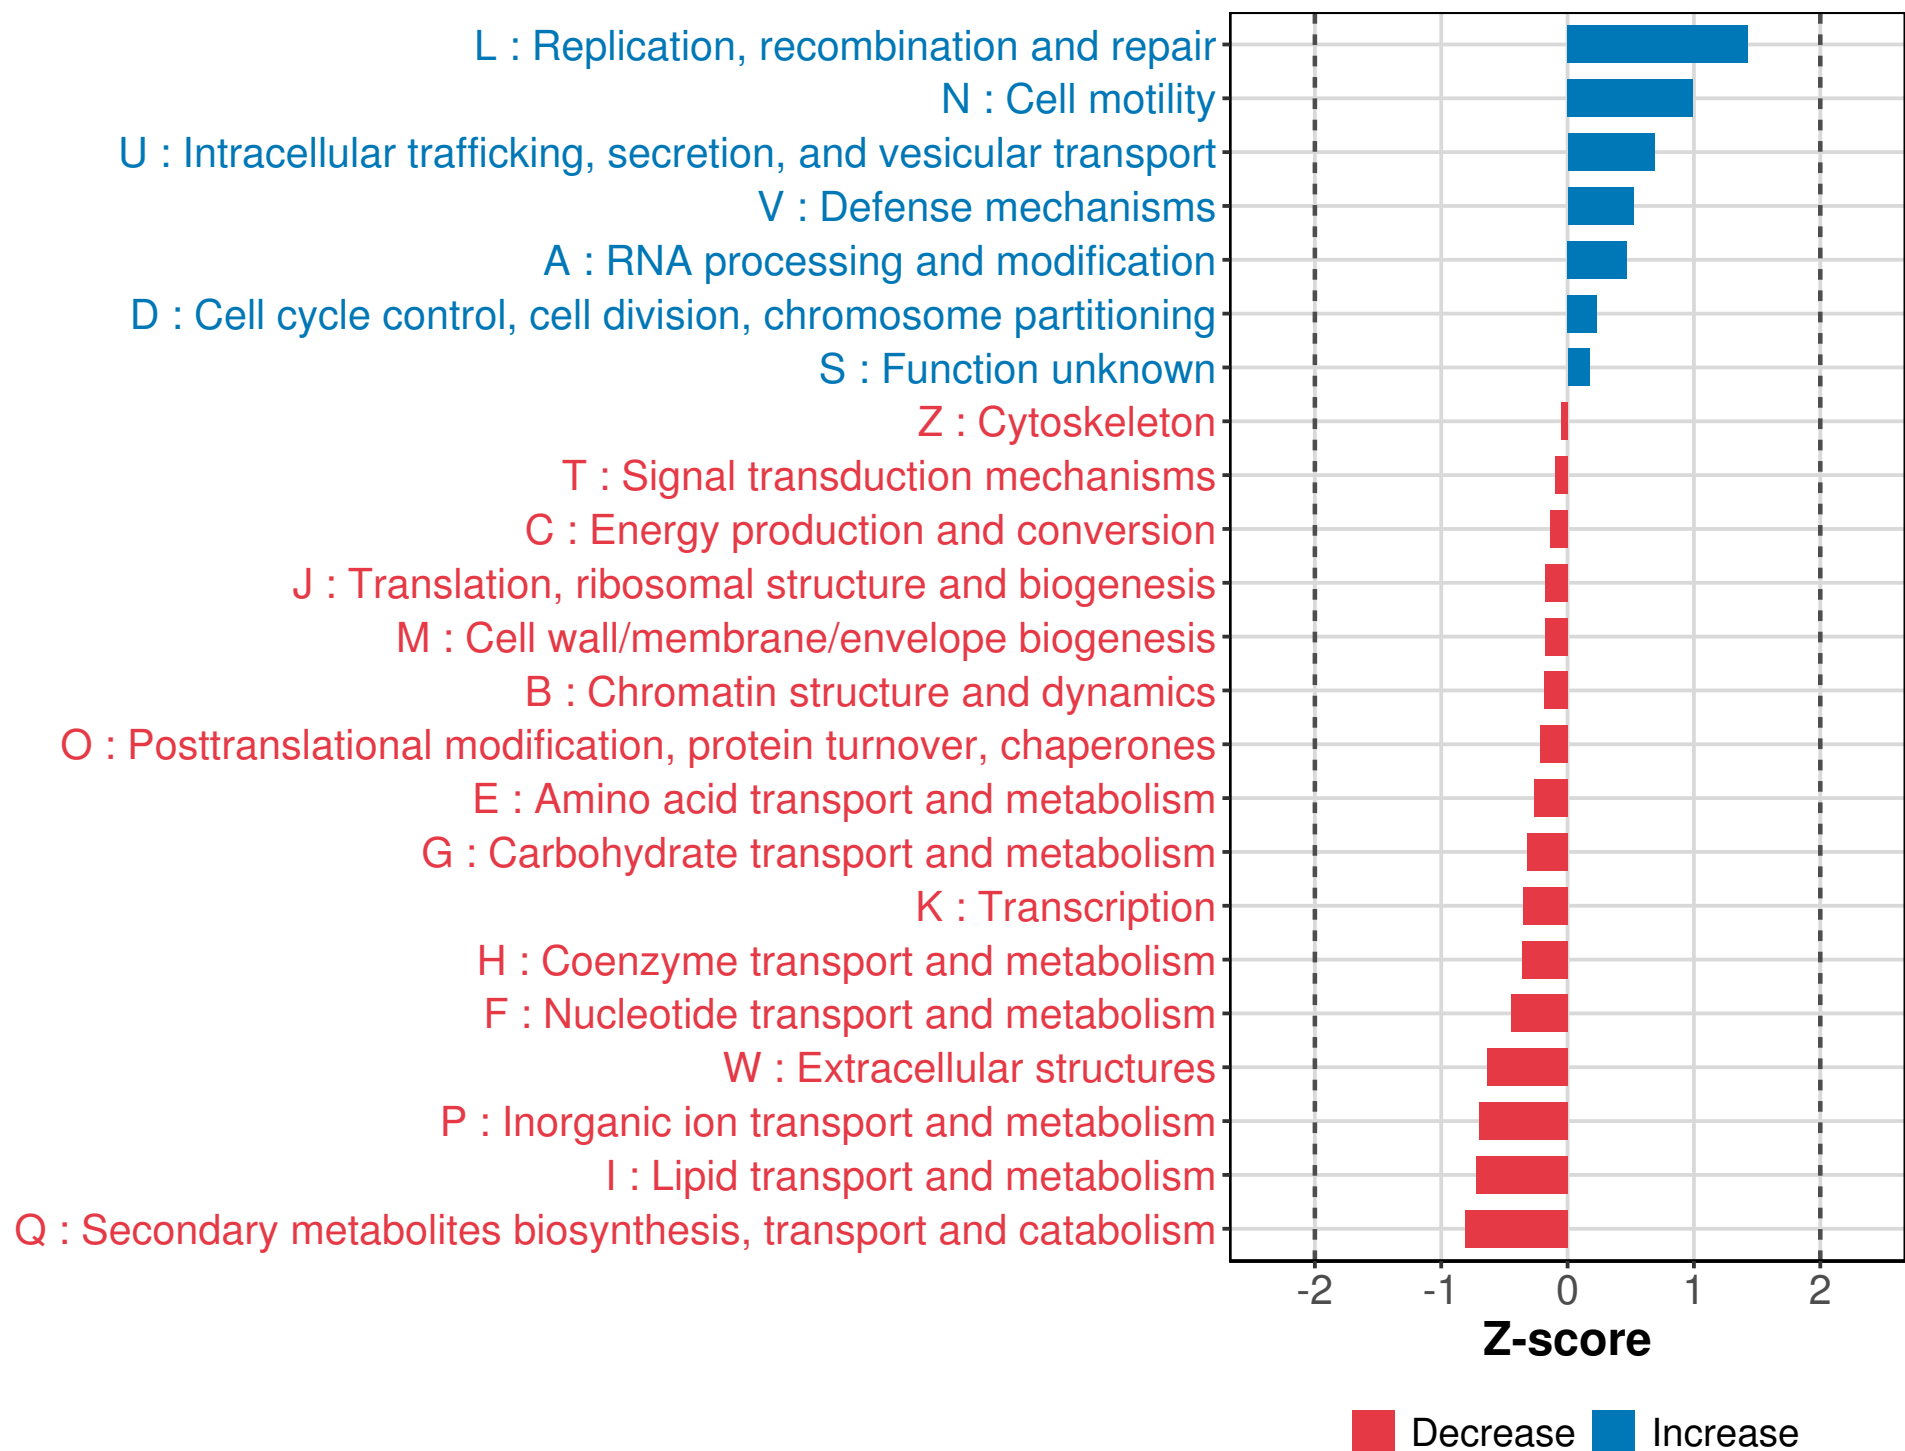 L : Replication, recombination and repair
N : Cell motility
U : Intracellular trafficking, secretion, and vesicular transport
V : Defense mechanisms
A : RNA processing and modification
D : Cell cycle control, cell division, chromosome partitioning
S : Function unknown
Z : Cytoskeleton
T : Signal transduction mechanisms
C : Energy production and conversion
J : Translation, ribosomal structure and biogenesis
M : Cell wall/membrane/envelope biogenesis
B : Chromatin structure and dynamics
O : Posttranslational modification, protein turnover, chaperones
E : Amino acid transport and metabolism
G : Carbohydrate transport and metabolism
K : Transcription
H : Coenzyme transport and metabolism
F : Nucleotide transport and metabolism
W : Extracellular structures
P : Inorganic ion transport and metabolism
I : Lipid transport and metabolism
Q : Secondary metabolites biosynthesis, transport and catabolism
-2 -1 0 1 2
Z-score
Decrease Increase